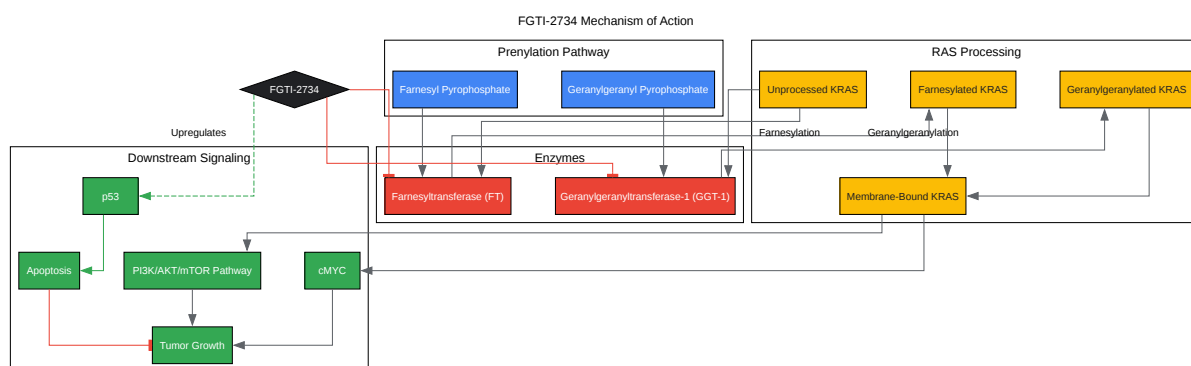 FGTI-2734 Mechanism of Action
Prenylation Pathway
RAS Processing
FGTI-2734
Farnesyl Pyrophosphate
Geranylgeranyl Pyrophosphate
Unprocessed KRAS
Farnesylated KRAS
Geranylgeranylated KRAS
Upregulates
Farnesylation
Geranylgeranylation
Downstream Signaling
Enzymes
p53
Farnesyltransferase (FT)
Geranylgeranyltransferase-1 (GGT-1)
Membrane-Bound KRAS
Apoptosis
PI3K/AKT/mTOR Pathway
cMYC
Tumor Growth